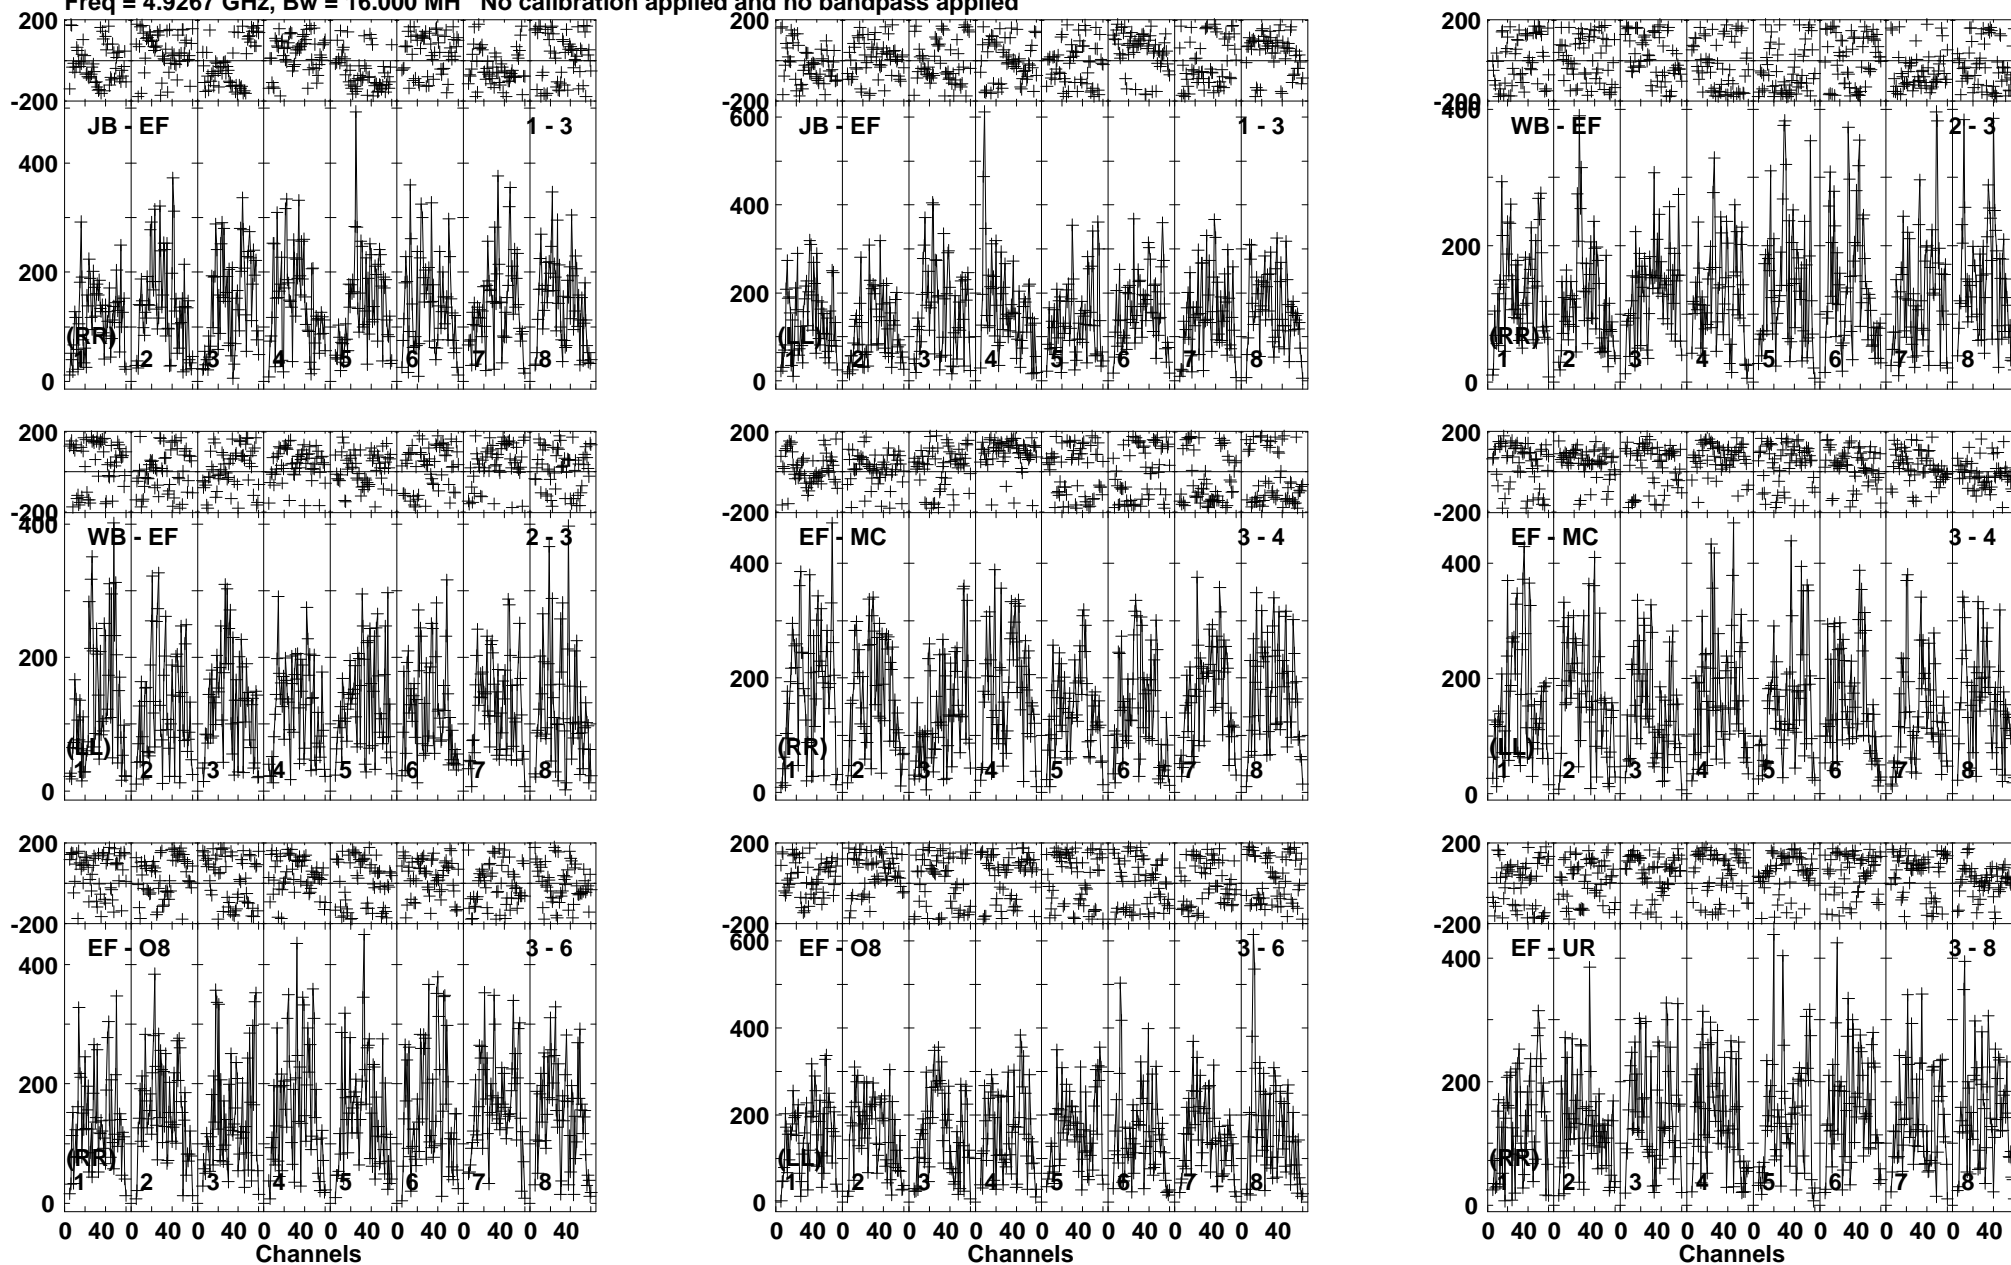 Freq = 4.9267 GHz, Bw = 16.000 MH No calibration applied and no bandpass applied
200 200 200
-200 -200 -200
JB - EF 1 - 3 JB - EF 1 - 3 WB - EF 2 - 3
600 400
400 400
200 200 200
(RR) (LL) (RR)
1 2 3 4 5 6 7 8 1 2 3 4 5 6 7 8 1 2 3 4 5 6 7 8
0 0 0
200 200 200
-200 -200 -200
400
WB - EF 2 - 3 EF - MC 3 - 4 EF - MC 3 - 4
400 400
200 200 200
(LL) (RR) (LL)
1 2 3 4 5 6 7 8 1 2 3 4 5 6 7 8 1 2 3 4 5 6 7 8
0 0 0
200 200 200
-200 -200 -200
600
EF - O8 3 - 6 EF - O8 3 - 6 EF - UR 3 - 8
400 400 400
200 200 200
(RR) (LL) (RR)
1 2 3 4 5 6 7 8 1 2 3 4 5 6 7 8 1 2 3 4 5 6 7 8
0 0 0
0 40 0 40 0 40 0 40 0 40 0 40 0 40 0 40 0 40 0 40 0 40 0 40 0 40 0 40 0 40 0 40 0 40 0 40 0 40 0 40 0 40 0 40 0 40 0 40
Channels Channels Channels